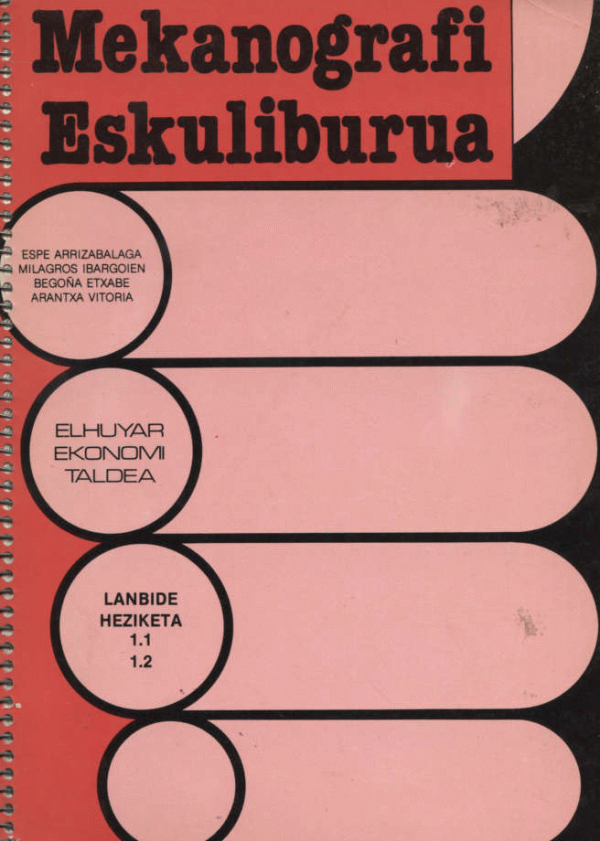 Mekanografi
Eskuliburua
ESPE ARRIZABALAGA
MILAGROS IBARGOIEN
BEGOÑA ETXABE
ARANTXA VITORIA
ELHUYAR
EKONOMI
TALDEA
LANBIDE
HEZIKETA
1.1
1.2